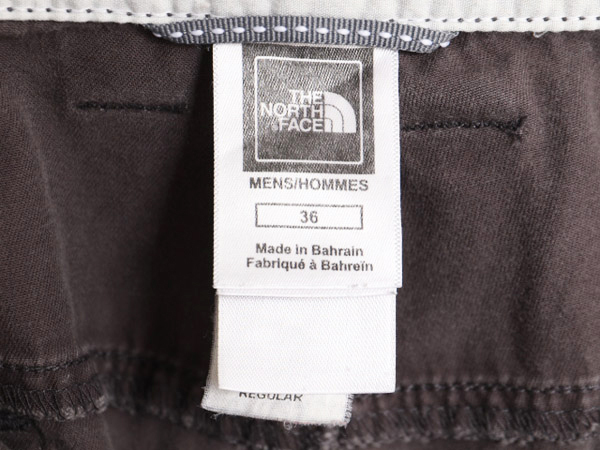 THE
NORTH
FACE
MENS/HOMMES
36
Made in Bahrain
Fabriqué à Bahreïn
REGULAR